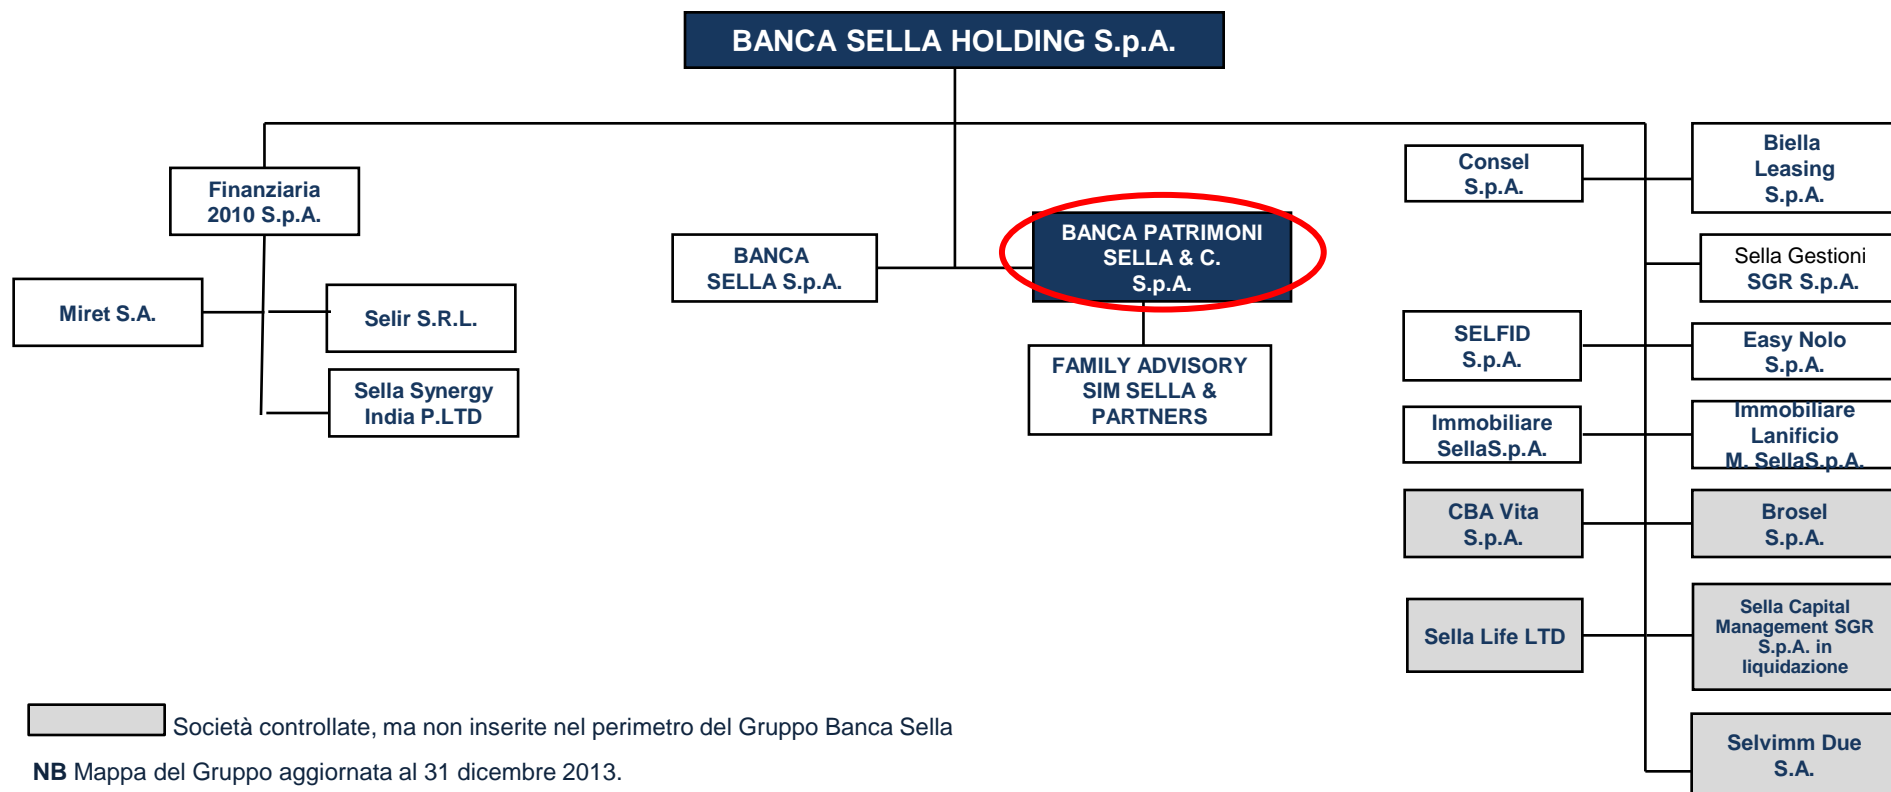 BANCA SELLA HOLDING S.p.A.
Finanziaria
2010 S.p.A.
Miret S.A.
Selir S.R.L.
Sella Synergy
India P.LTD
BANCA
SELLA S.p.A.
BANCA PATRIMONI
SELLA & C.
S.p.A.
FAMILY ADVISORY
SIM SELLA &
PARTNERS
Consel
S.p.A.
Biella
Leasing
S.p.A.
Sella Gestioni
SGR S.p.A.
SELFID
S.p.A.
Easy Nolo
S.p.A.
Immobiliare
SellaS.p.A.
Immobiliare
Lanificio
M. SellaS.p.A.
CBA Vita
S.p.A.
Brosel
S.p.A.
Sella Life LTD
Sella Capital
Management SGR
S.p.A. in
liquidazione
Selvimm Due
S.A.
Società controllate, ma non inserite nel perimetro del Gruppo Banca Sella
NB Mappa del Gruppo aggiornata al 31 dicembre 2013.